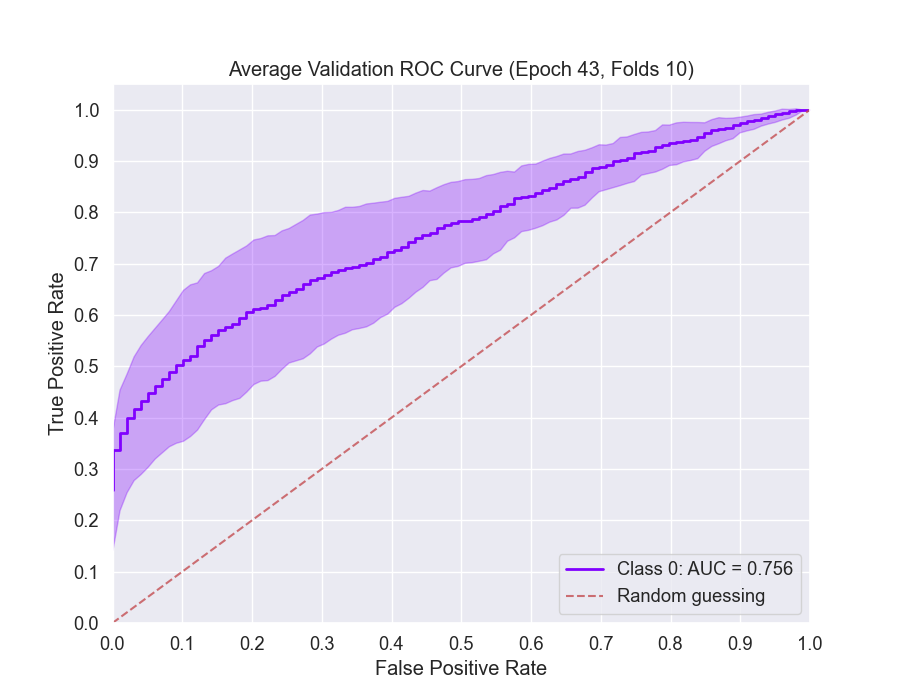 Average Validation ROC Curve (Epoch 43, Folds 10)
True Positive Rate
1.0
0.9
0.8
0.7
0.6
0.5
0.4
0.3
0.2
0.1
0.0
Class 0: AUC = 0.756
Random guessing
0.0 0.1 0.2 0.3 0.4 0.5 0.6 0.7 0.8 0.9 1.0
False Positive Rate